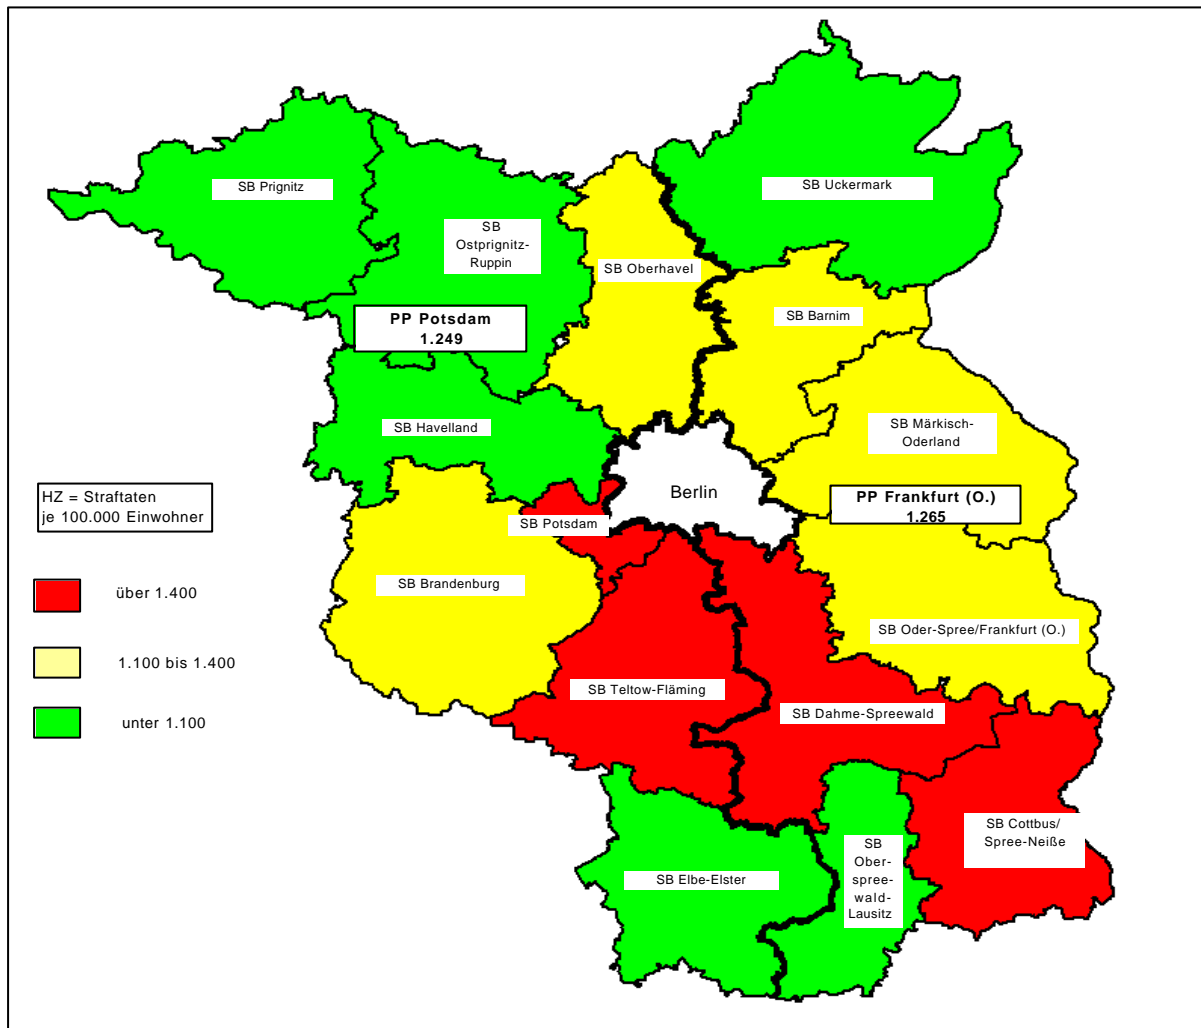 SB Prignitz
SB Uckermark
SB
Ostprignitz-
Ruppin
SB Oberhavel
SB Barnim
PP Potsdam
1.249
SB Havelland
SB Märkisch-
Oderland
HZ = Straftaten
je 100.000 Einwohner
Berlin
PP Frankfurt (O.)
1.265
SB Potsdam
SB Brandenburg
über 1.400
SB Oder-Spree/Frankfurt (O.)
1.100 bis 1.400
SB Teltow-Fläming
SB Dahme-Spreewald
unter 1.100
SB Cottbus/
Spree-Neiße
SB
Ober-
spree-
wald-
Lausitz
SB Elbe-Elster